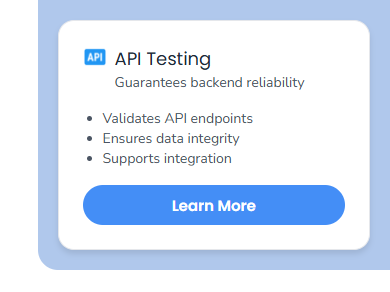 API API Testing
Guarantees backend reliability
Validates API endpoints
Ensures data integrity
Supports integration
Learn More